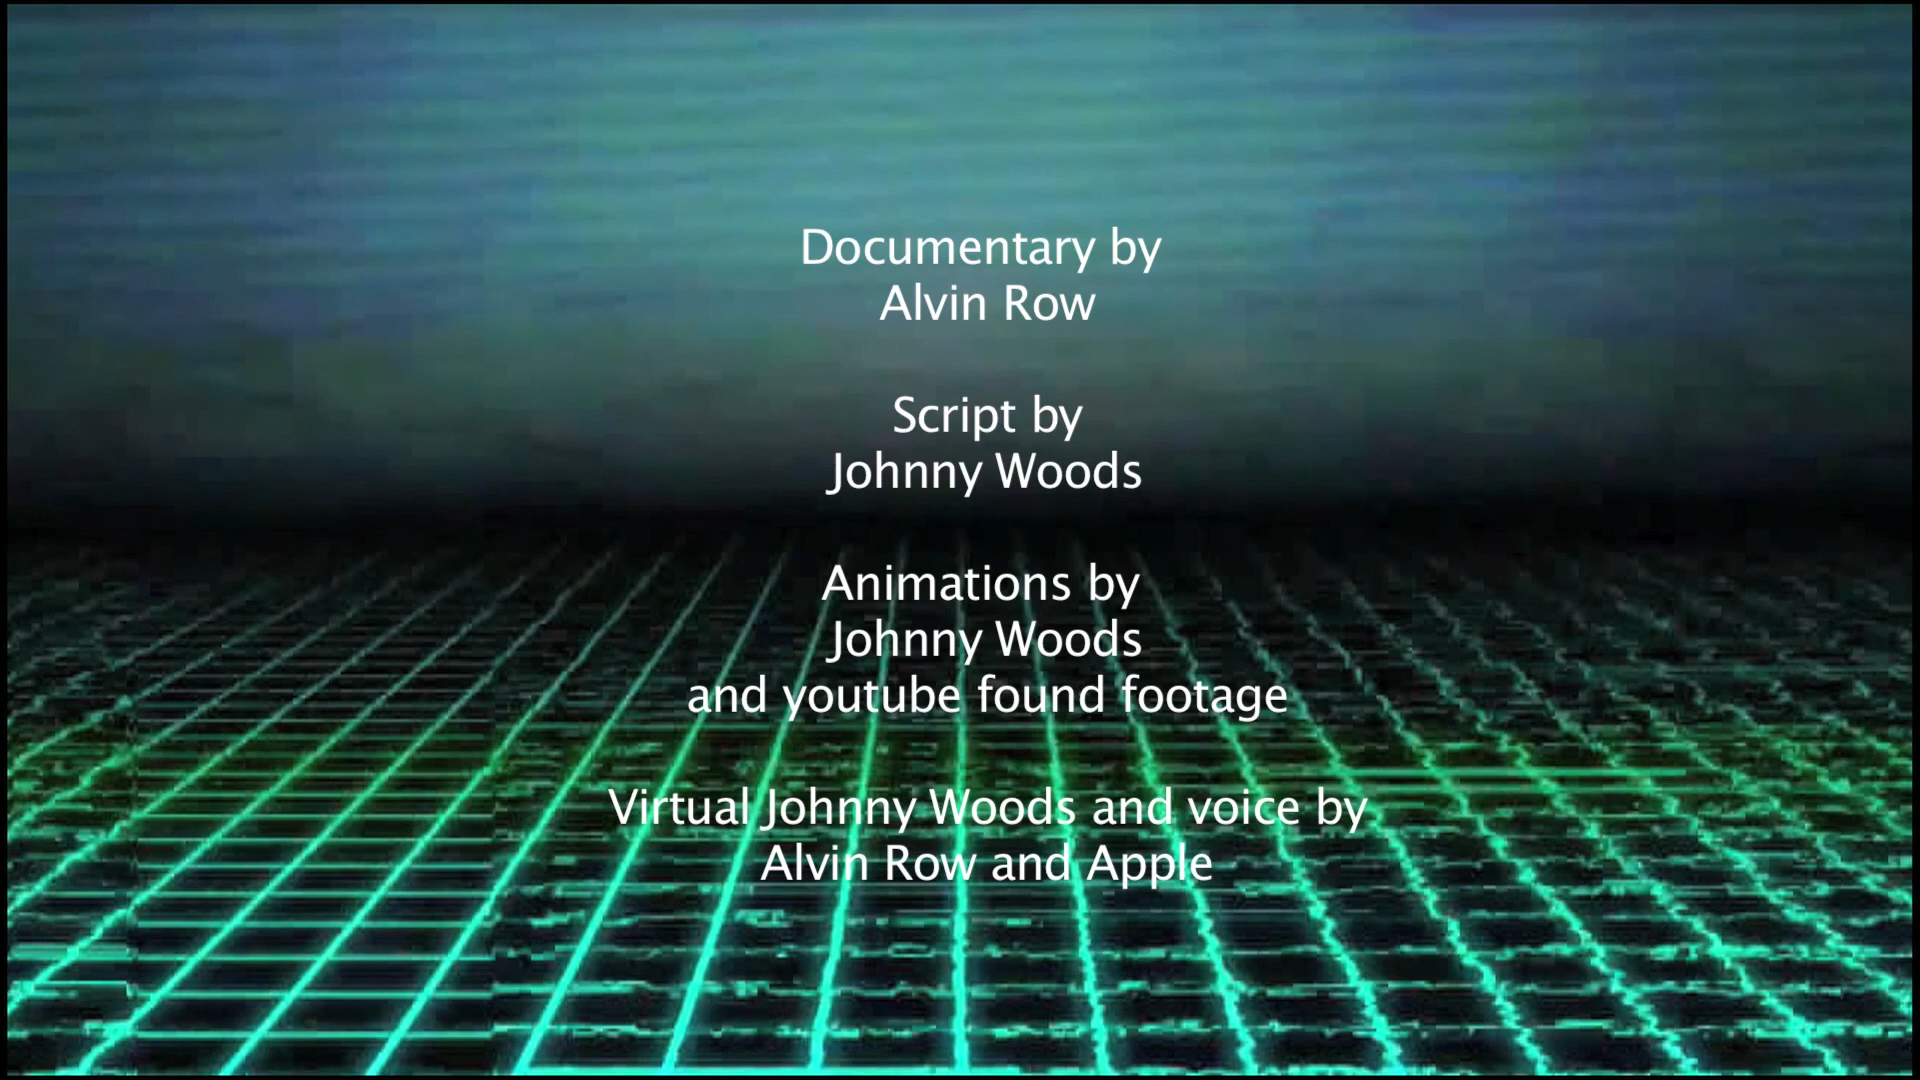 Documentary by
Alvin Row
Script by
Johnny Woods
Animations by
Johnny Woods
and youtube found footage
Virtual Johnny Woods and voice by
Alvin Row and Apple